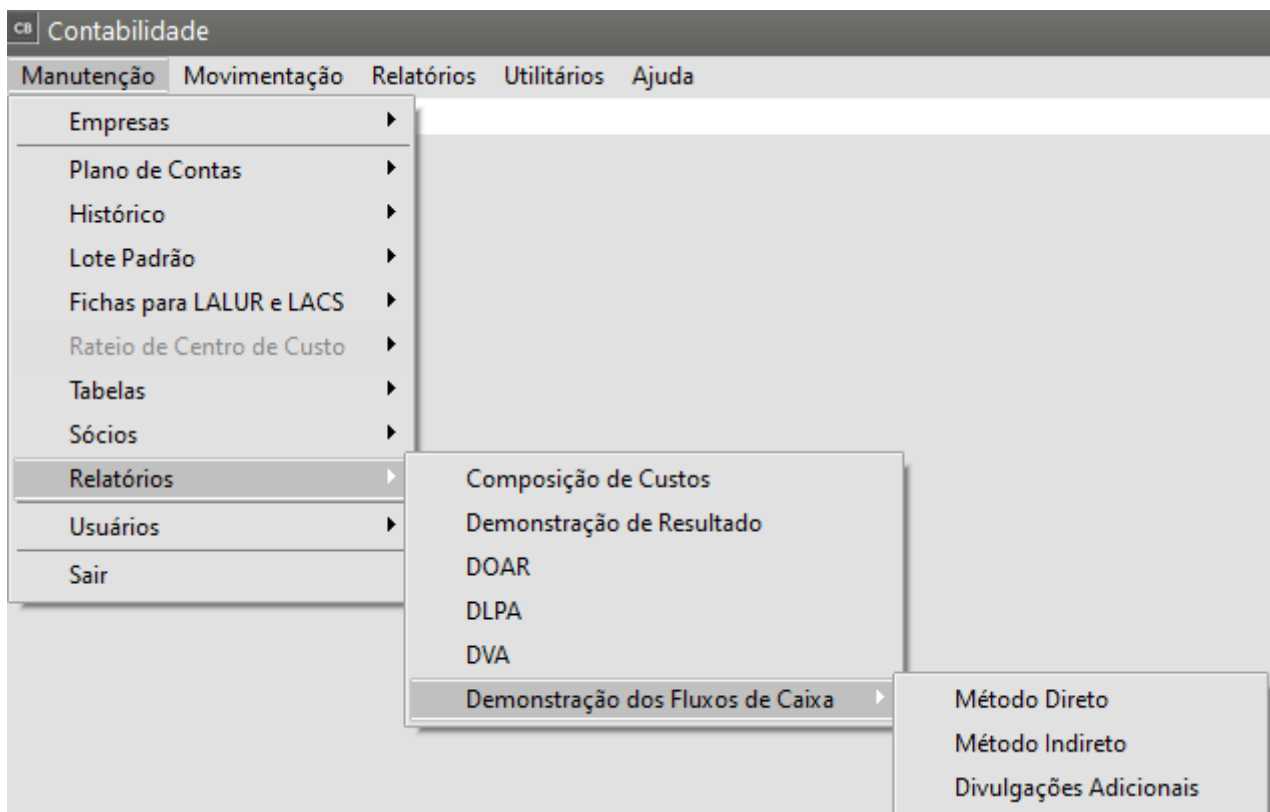 CB Contabilidade
Manutenção Movimentação Relatórios Utilitários Ajuda
Empresas
Plano de Contas
Histórico
Lote Padrão
Fichas para LALUR e LACS
Rateio de Centro de Custo
Tabelas
Sócios
Relatórios
Usuários
Sair
Composição de Custos
Demonstração de Resultado
DOAR
DLPA
DVA
Demonstração dos Fluxos de Caixa
Método Direto
Método Indireto
Divulgações Adicionais